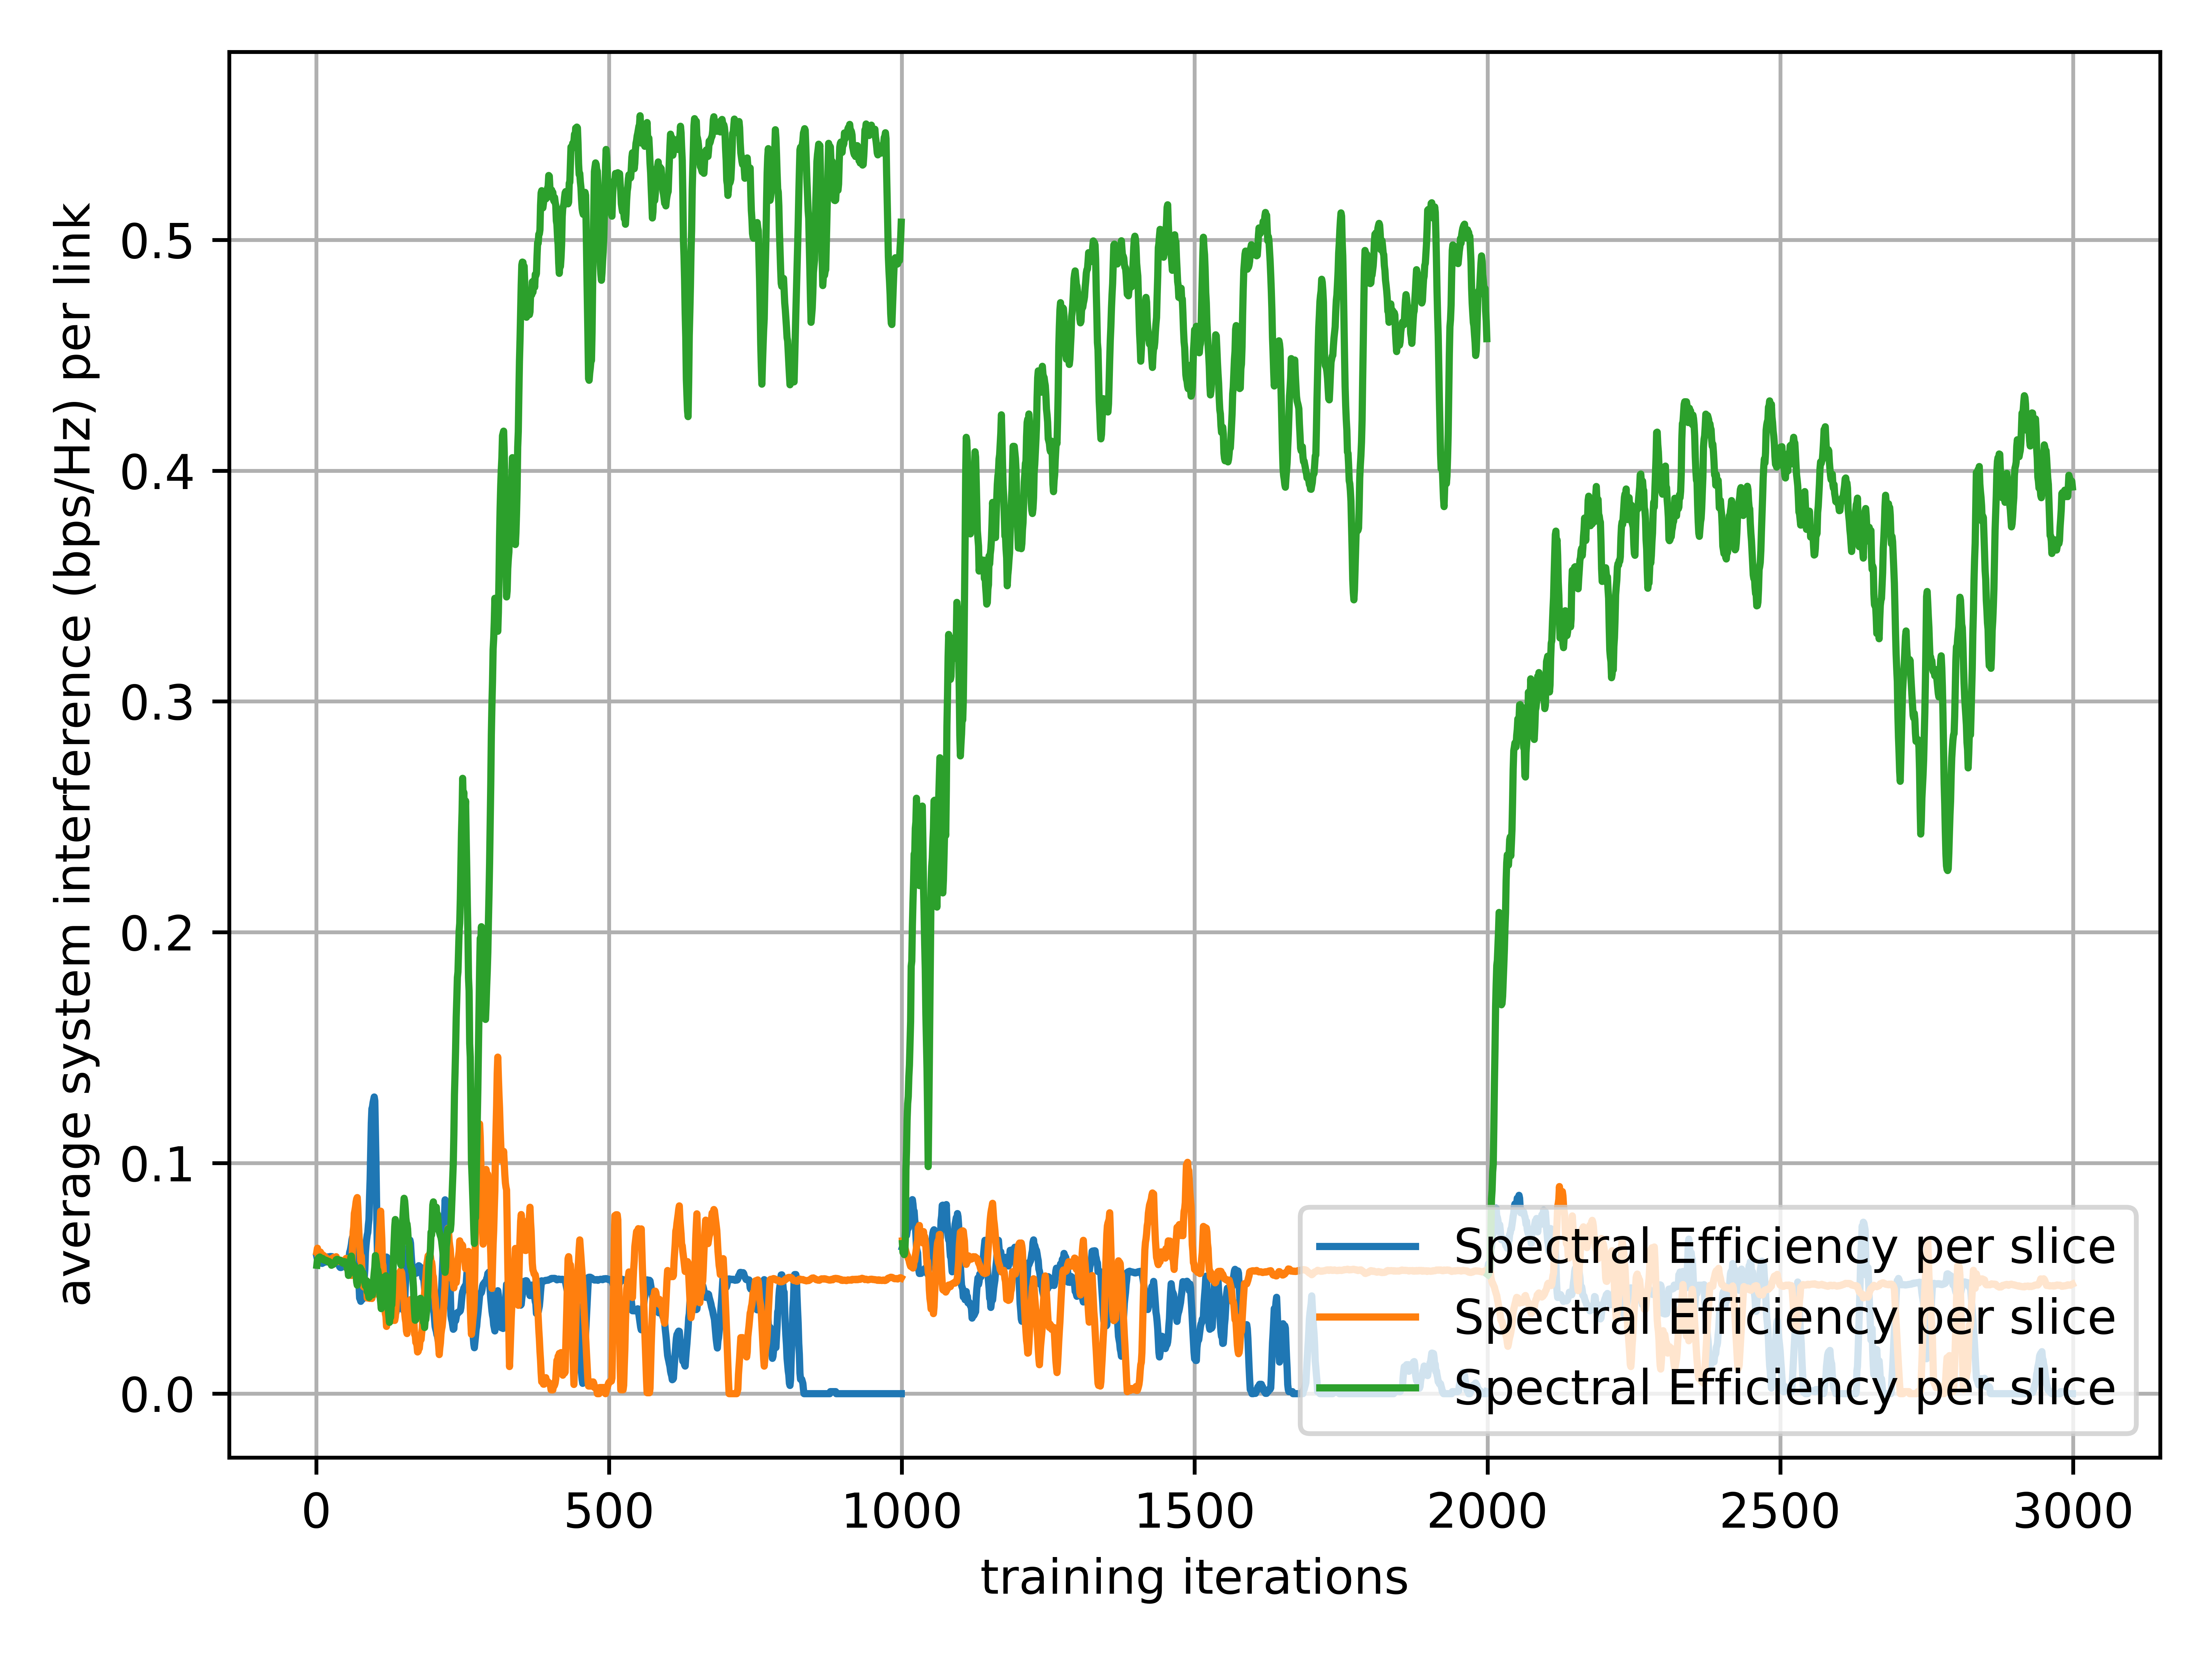 average system interference (bps/Hz) per link
0.5
0.4
0.3
0.2
0.1
0.0
Spectral Efficiency per slice
Spectral Efficiency per slice
Spectral Efficiency per slice
0 500 1000 1500 2000 2500 3000
training iterations